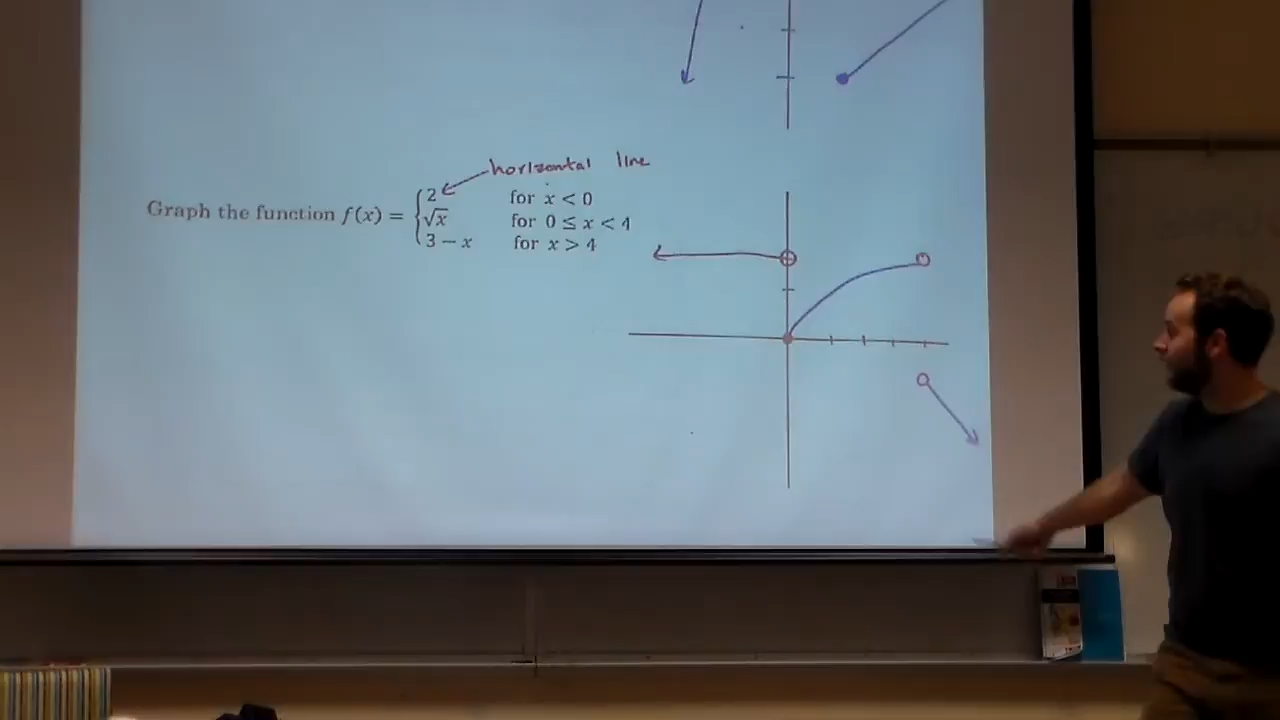 horizontal line
Graph the function f(x) = { 2 for x < 0
√x for 0 ≤ x < 4
3 − x for x > 4